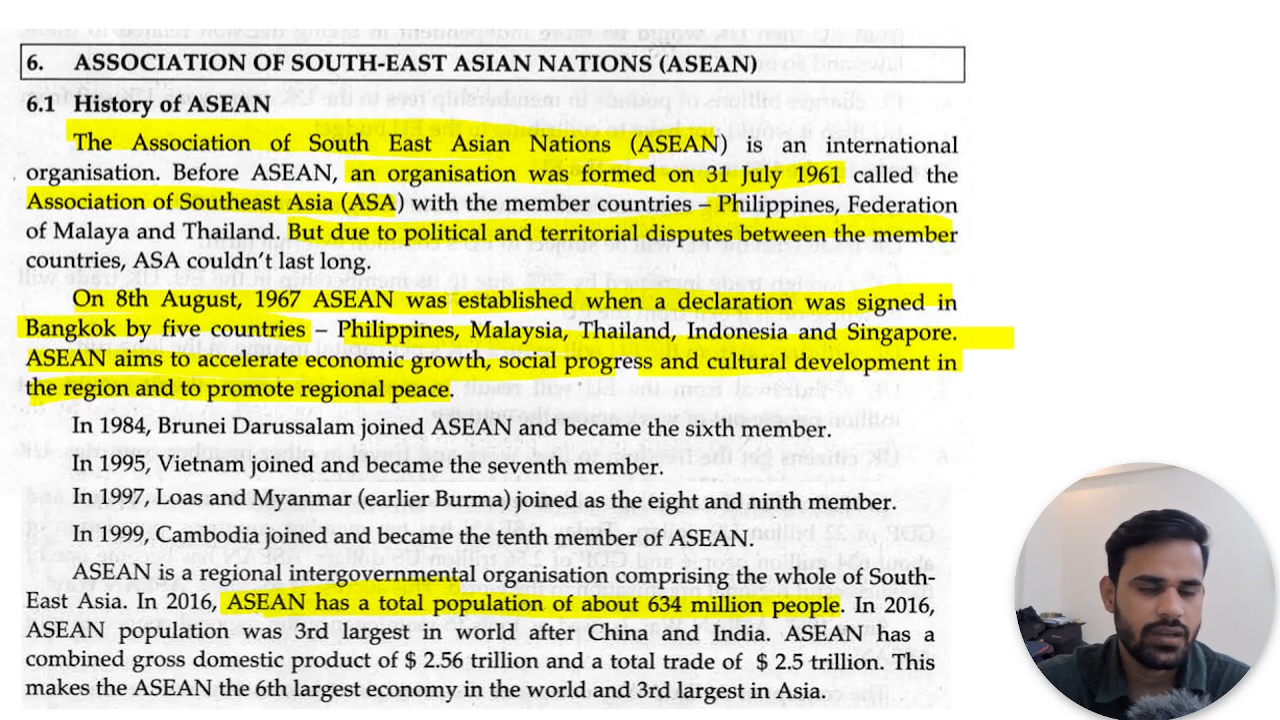 6. ASSOCIATION OF SOUTH-EAST ASIAN NATIONS (ASEAN)
6.1 History of ASEAN
The Association of South East Asian Nations (ASEAN) is an international
organisation. Before ASEAN, an organisation was formed on 31 July 1961 called the
Association of Southeast Asia (ASA) with the member countries – Philippines, Federation
of Malaya and Thailand. But due to political and territorial disputes between the member
countries, ASA couldn't last long.
On 8th August, 1967 ASEAN was established when a declaration was signed in
Bangkok by five countries – Philippines, Malaysia, Thailand, Indonesia and Singapore.
ASEAN aims to accelerate economic growth, social progress and cultural development in
the region and to promote regional peace.
In 1984, Brunei Darussalam joined ASEAN and became the sixth member.
In 1995, Vietnam joined and became the seventh member.
In 1997, Loas and Myanmar (earlier Burma) joined as the eight and ninth member.
In 1999, Cambodia joined and became the tenth member of ASEAN.
ASEAN is a regional intergovernmental organisation comprising the whole of South-
East Asia. In 2016, ASEAN has a total population of about 634 million people. In 2016,
ASEAN population was 3rd largest in world after China and India. ASEAN has a
combined gross domestic product of $ 2.56 trillion and a total trade of $ 2.5 trillion. This
makes the ASEAN the 6th largest economy in the world and 3rd largest in Asia.